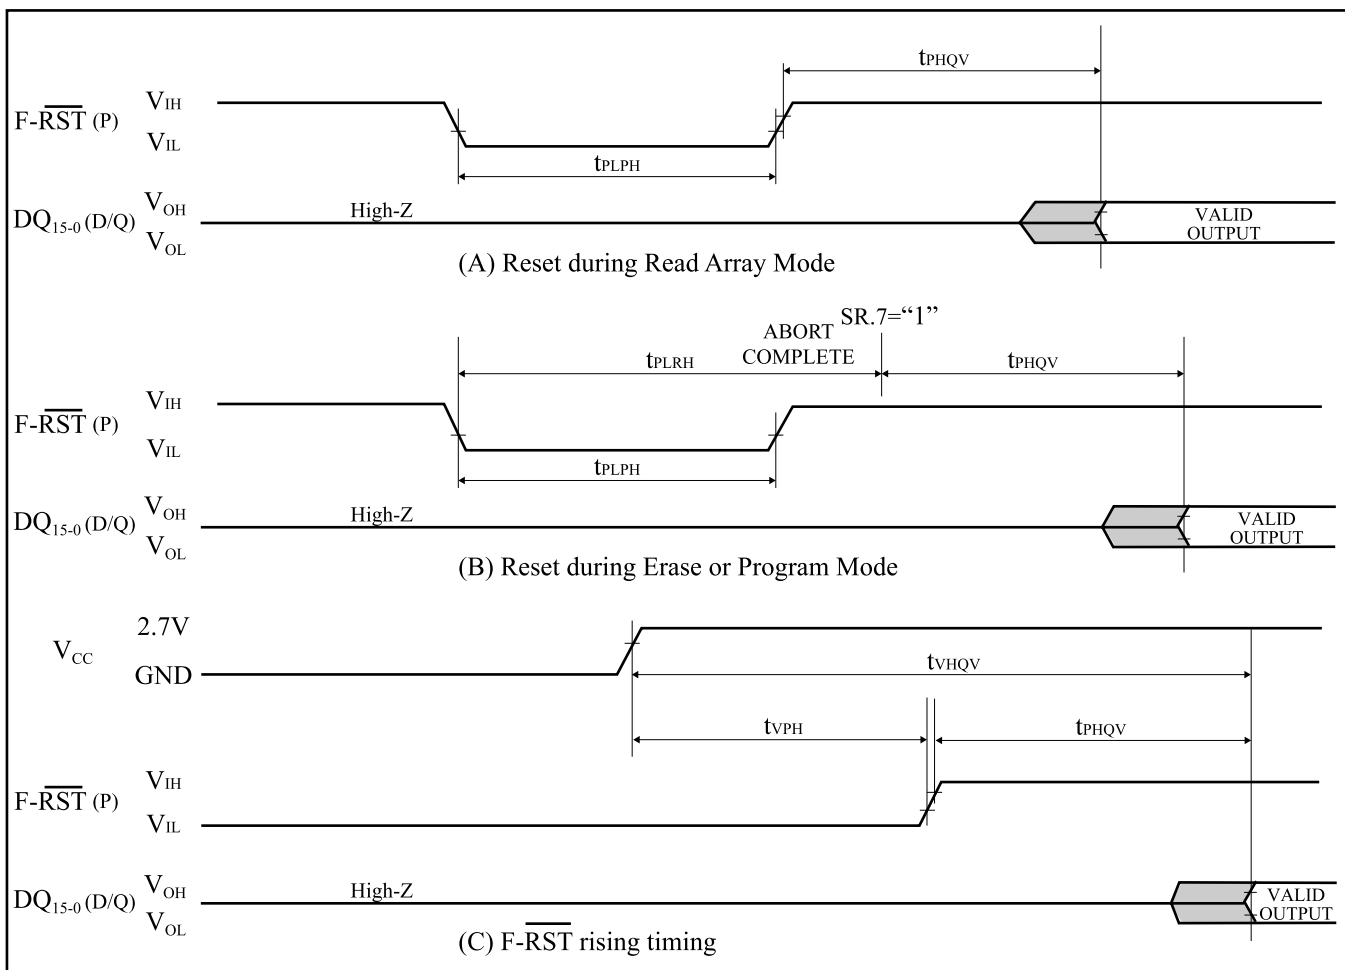 tPHQV
F-RST (P)
VIH
VIL
tPLPH
DQ15-0 (D/Q)
VOH
VOL
High-Z
VALID
OUTPUT
(A) Reset during Read Array Mode
SR.7=“1”
ABORT
COMPLETE
tPLRH
tPHQV
F-RST (P)
VIH
VIL
tPLPH
DQ15-0 (D/Q)
VOH
VOL
High-Z
VALID
OUTPUT
(B) Reset during Erase or Program Mode
VCC
2.7V
GND
tVHQV
tVPH
tPHQV
F-RST (P)
VIH
VIL
DQ15-0 (D/Q)
VOH
VOL
High-Z
VALID
OUTPUT
(C) F-RST rising timing